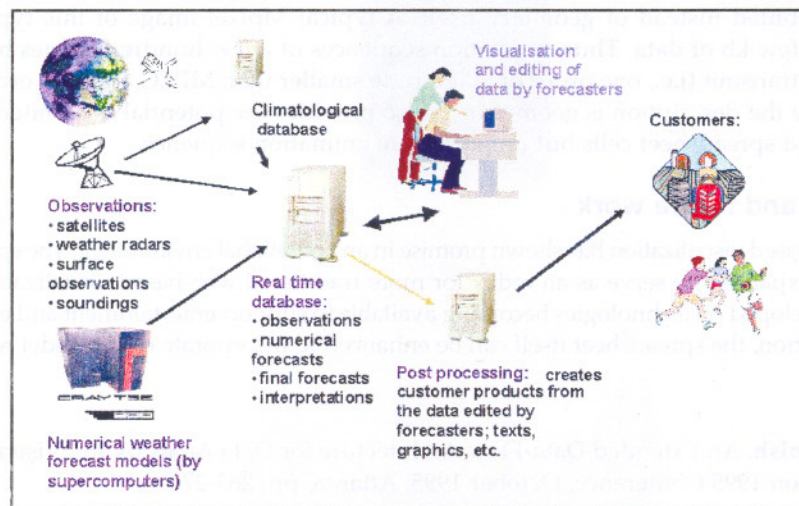 Visualisation
and editing of
data by forecasters
Climatological
database
Customers:
Observations:
• satellites
• weather radars
• surface
observations
• soundings
Real time
database:
• observations
• numerical
forecasts
• final forecasts
• interpretations
Post processing: creates
customer products from
the data edited by
forecasters; texts,
graphics, etc.
Numerical weather
forecast models (by
supercomputers)